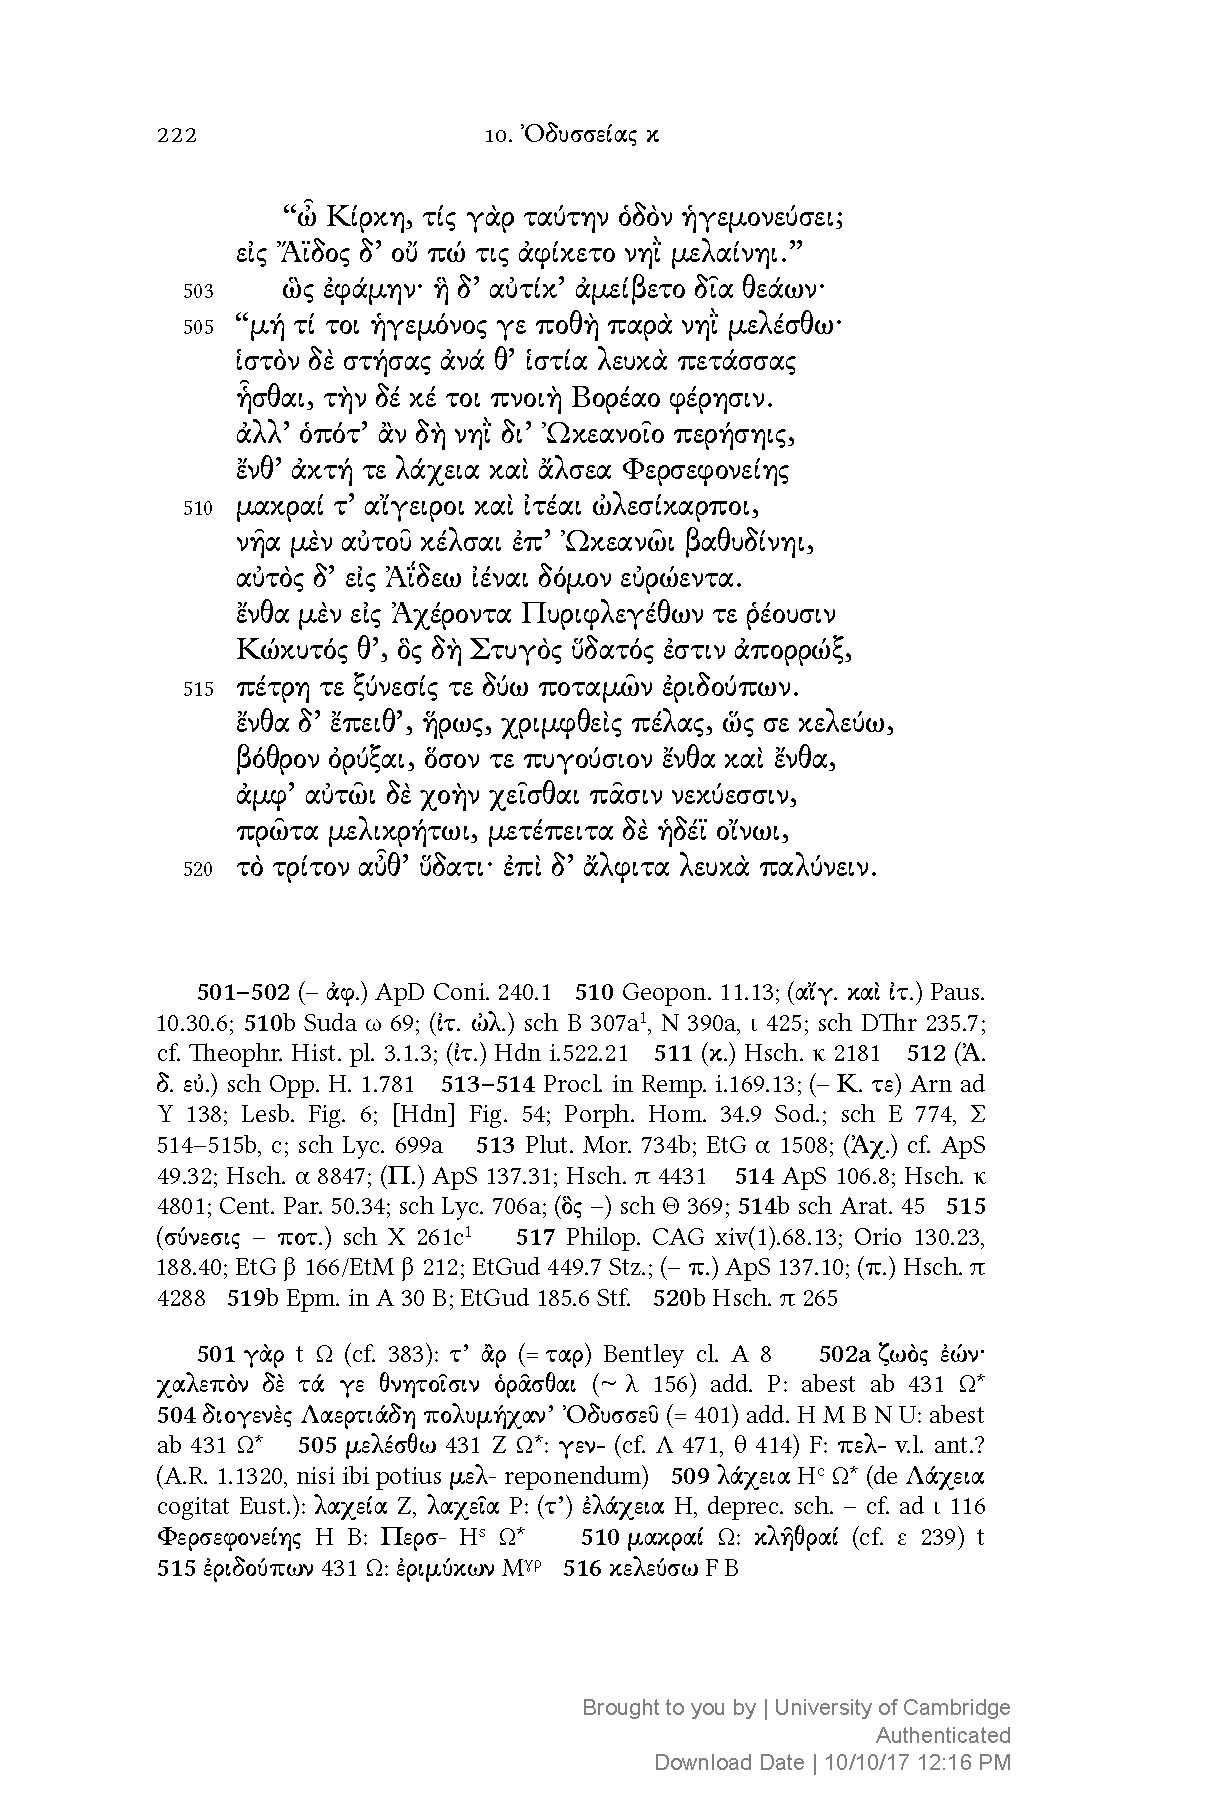 222 10. Ὀδυσσείας κ
“ὦ Κίρκη, τίς γὰρ ταύτην ὁδὸν ἡγεμονεύσει;
εἰς Ἄϊδος δ’ οὔ πώ τις ἀφίκετο νηῒ μελαίνηι.”
503 ὣς ἐφάμην· ἣ δ’ αὐτίκ’ ἀμείβετο δῖα θεάων·
505 “μή τί τοι ἡγεμόνος γε ποθὴ παρὰ νηῒ μελέσθω·
ἱστὸν δὲ στήσας ἀνά θ’ ἱστία λευκὰ πετάσσας
ἧσθαι, τὴν δέ κέ τοι πνοιὴ Βορέαο φέρησιν.
ἀλλ’ ὁπότ’ ἂν δὴ νηῒ δι’ Ὠκεανοῖο περήσηις,
ἔνθ’ ἀκτή τε λάχεια καὶ ἄλσεα Φερσεφονείης
510 μακραί τ’ αἴγειροι καὶ ἰτέαι ὠλεσίκαρποι,
νῆα μὲν αὐτοῦ κέλσαι ἐπ’ Ὠκεανῶι βαθυδίνηι,
αὐτὸς δ’ εἰς Ἀΐδεω ἰέναι δόμον εὐρώεντα.
ἔνθα μὲν εἰς Ἀχέροντα Πυριφλεγέθων τε ῥέουσιν
Κώκυτός θ’, ὃς δὴ Στυγὸς ὕδατός ἐστιν ἀπορρώξ,
515 πέτρη τε ξύνεσίς τε δύω ποταμῶν ἐριδούπων.
ἔνθα δ’ ἔπειθ’, ἥρως, χριμφθεὶς πέλας, ὥς σε κελεύω,
βόθρον ὀρύξαι, ὅσον τε πυγούσιον ἔνθα καὶ ἔνθα,
ἀμφ’ αὐτῶι δὲ χοὴν χεῖσθαι πᾶσιν νεκύεσσιν,
πρῶτα μελικρήτωι, μετέπειτα δὲ ἡδέϊ οἴνωι,
520 τὸ τρίτον αὖθ’ ὕδατι· ἐπὶ δ’ ἄλφιτα λευκὰ παλύνειν.
501–502 (– ἀφ.) ApD Coni. 240.1 510 Geopon. 11.13; (αἴγ. καὶ ἰτ.) Paus.
10.30.6; 510b Suda ω 69; (ἰτ. ὠλ.) sch B 307a¹, N 390a, ι 425; sch DThr 235.7;
cf. Theophr. Hist. pl. 3.1.3; (ἰτ.) Hdn i.522.21 511 (κ.) Hsch. κ 2181 512 (Ἀ.
δ. εὐ.) sch Opp. H. 1.781 513–514 Procl. in Remp. i.169.13; (– Κ. τε) Arn ad
Υ 138; Lesb. Fig. 6; [Hdn] Fig. 54; Porph. Hom. 34.9 Sod.; sch E 774, Σ
514–515b, c; sch Lyc. 699a 513 Plut. Mor. 734b; EtG α 1508; (Ἀχ.) cf. ApS
49.32; Hsch. α 8847; (Π.) ApS 137.31; Hsch. π 4431 514 ApS 106.8; Hsch. κ
4801; Cent. Par. 50.34; sch Lyc. 706a; (ὃς –) sch Θ 369; 514b sch Arat. 45 515
(σύνεσις – ποτ.) sch Χ 261c¹ 517 Philop. CAG xiv(1).68.13; Orio 130.23,
188.40; EtG β 166/EtM β 212; EtGud 449.7 Stz.; (– π.) ApS 137.10; (π.) Hsch. π
4288 519b Epm. in A 30 B; EtGud 185.6 Stf. 520b Hsch. π 265
501 γὰρ t Ω (cf. 383): τ’ ἂρ (= ταρ) Bentley cl. A 8 502a ζωὸς ἐών·
χαλεπὸν δὲ τά γε θνητοῖσιν ὁρᾶσθαι (~ λ 156) add. P: abest ab 431 Ω*
504 διογενὲς Λαερτιάδη πολυμήχαν’ Ὀδυσσεῦ (= 401) add. H M B N U: abest
ab 431 Ω* 505 μελέσθω 431 Z Ω*: γεν- (cf. Λ 471, θ 414) F: πελ- v.l. ant.?
(A.R. 1.1320, nisi ibi potius μελ- reponendum) 509 λάχεια Hᶜ Ω* (de Λάχεια
cogitat Eust.): λαχεία Z, λαχεῖα P: (τ’) ἐλάχεια H, deprec. sch. – cf. ad ι 116
Φερσεφονείης H B: Περσ- Hˢ Ω* 510 μακραί Ω: κλῆθραί (cf. ε 239) t
515 ἐριδούπων 431 Ω: ἐριμύκων Mᵞᵖ 516 κελεύσω F B
Brought to you by | University of Cambridge
Authenticated
Download Date | 10/10/17 12:16 PM